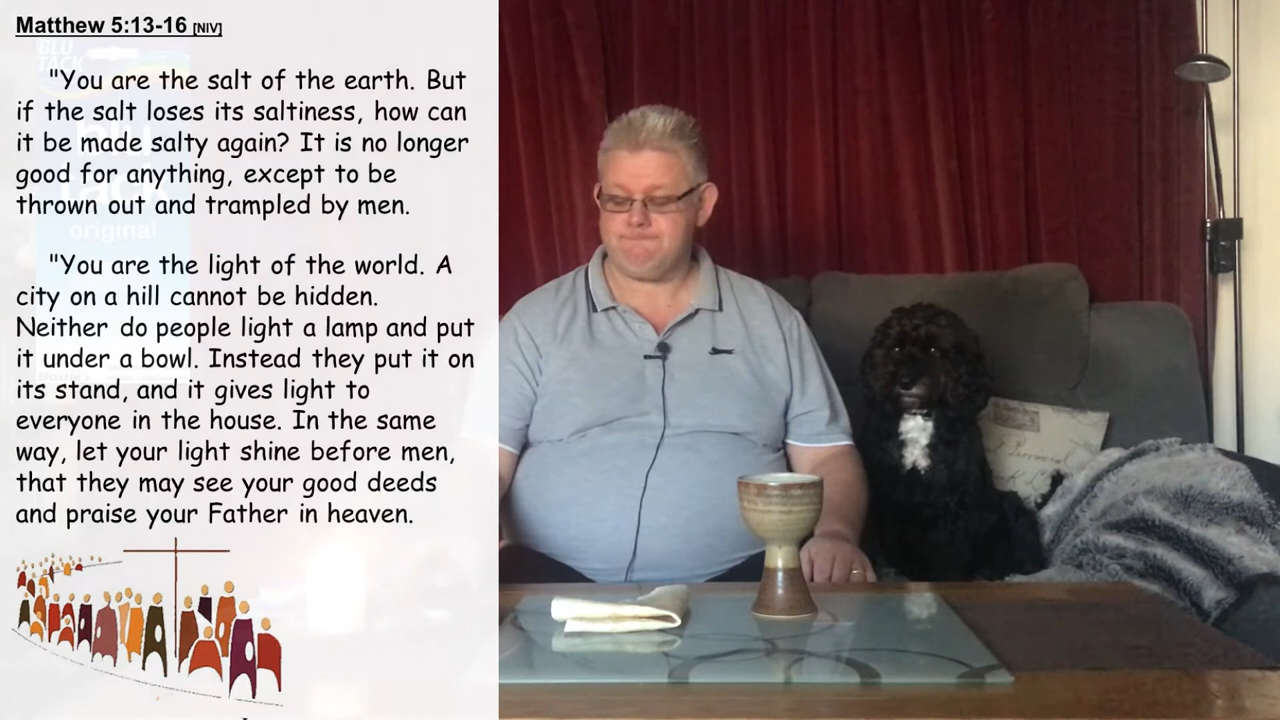 Matthew 5:13-16 [NIV]
"You are the salt of the earth. But
if the salt loses its saltiness, how can
it be made salty again? It is no longer
good for anything, except to be
thrown out and trampled by men.
"You are the light of the world. A
city on a hill cannot be hidden.
Neither do people light a lamp and put
it under a bowl. Instead they put it on
its stand, and it gives light to
everyone in the house. In the same
way, let your light shine before men,
that they may see your good deeds
and praise your Father in heaven.
BLU
TACK
blu
tack
original